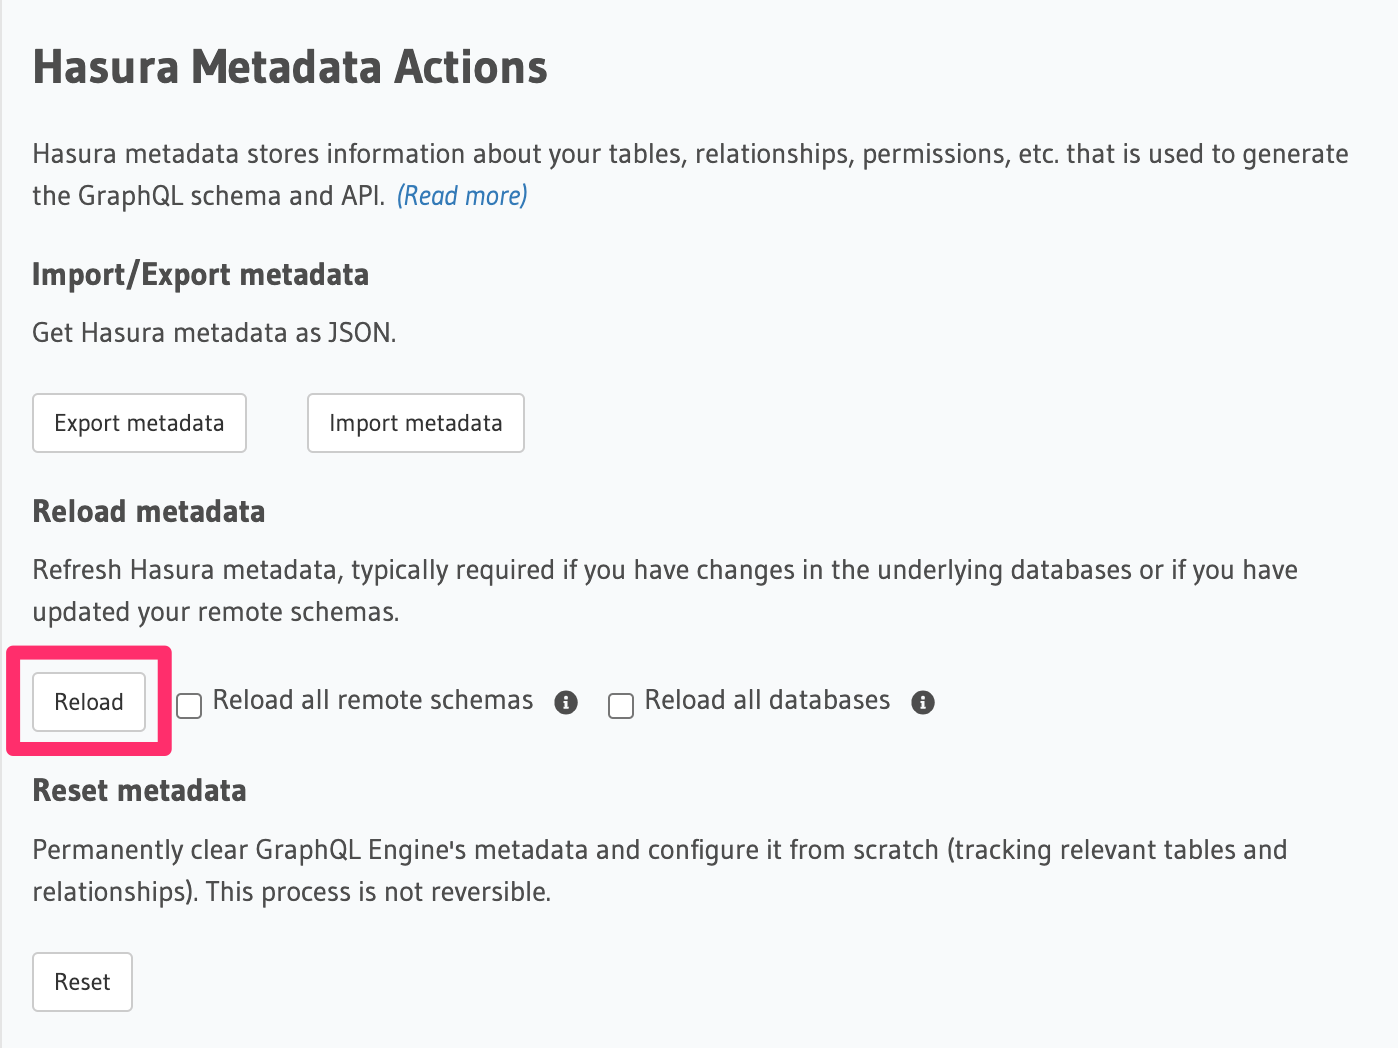 Hasura Metadata Actions
Hasura metadata stores information about your tables, relationships, permissions, etc. that is used to generate
the GraphQL schema and API. (Read more)
Import/Export metadata
Get Hasura metadata as JSON.
Export metadata Import metadata
Reload metadata
Refresh Hasura metadata, typically required if you have changes in the underlying databases or if you have
updated your remote schemas.
Reload Reload all remote schemas Reload all databases
Reset metadata
Permanently clear GraphQL Engine's metadata and configure it from scratch (tracking relevant tables and
relationships). This process is not reversible.
Reset